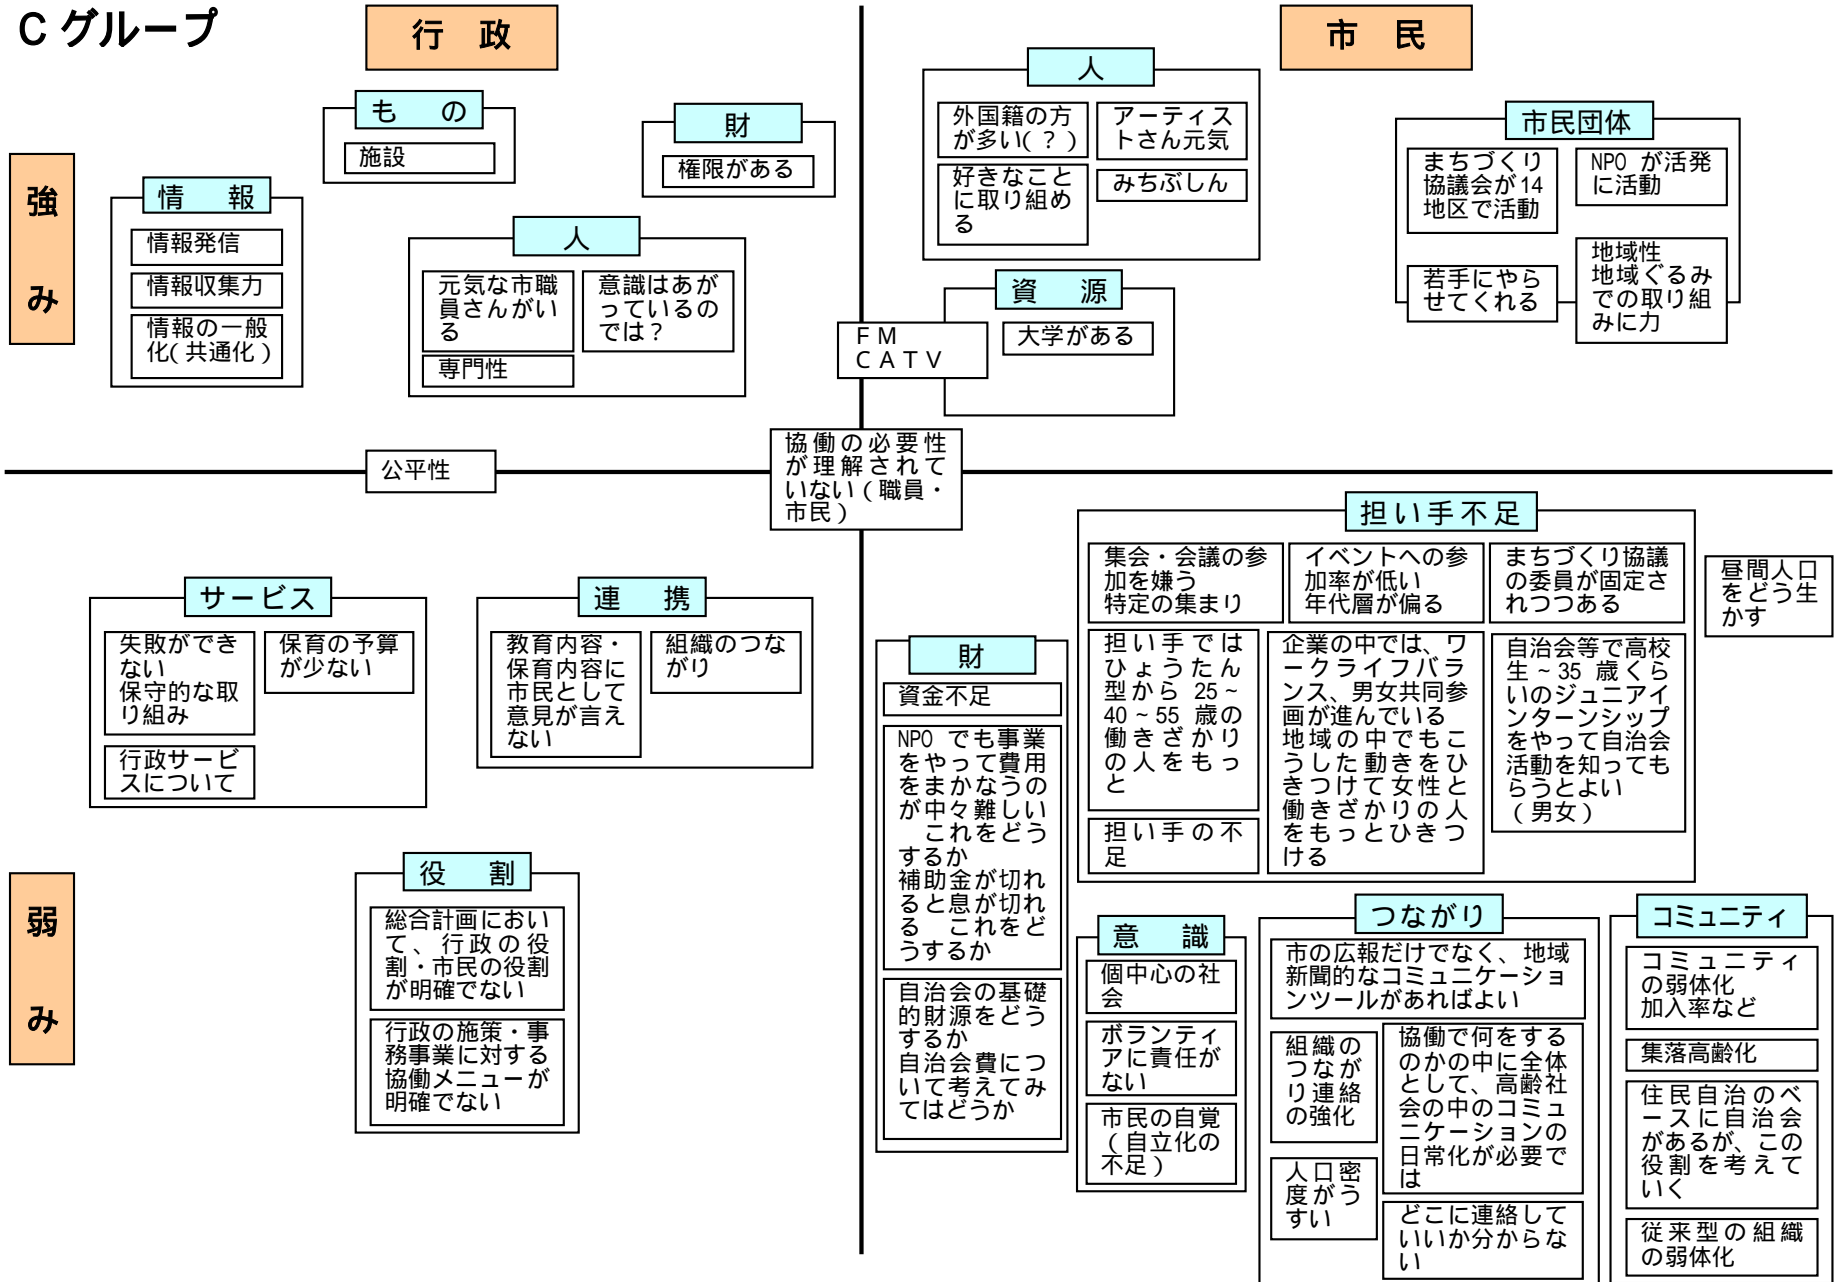 Cグループ
行 政
市 民
強
み
も の
施設
財
権限がある
情 報
情報発信
情報収集力
情報の一般
化(共通化)
人
元気な市職
員さんがい
る
意識はあが
っているの
では?
専門性
人
外国籍の方
が多い(?)
アーティス
トさん元気
好きなこと
に取り組め
る
みちぶしん
市民団体
まちづくり
協議会が14
地区で活動
NPO が活発
に活動
若手にやら
せてくれる
地域性
地域ぐるみ
での取り組
みに力
資 源
FM
CATV
大学がある
公平性
協働の必要性
が理解されて
いない(職員・
市民)
弱
み
サービス
失敗ができ
ない
保守的な取
り組み
保育の予算
が少ない
行政サービ
スについて
連 携
教育内容・
保育内容に
市民として
意見が言え
ない
組織のつな
がり
役 割
総合計画におい
て、行政の役
割・市民の役割
が明確でない
行政の施策・事
務事業に対する
協働メニューが
明確でない
財
資金不足
NPO でも事業
をやって費用
をまかなうの
が中々難しい
これをどう
するか
補助金が切れ
ると息が切れ
る これをど
うするか
自治会の基礎
的財源をどう
するか
自治会費につ
いて考えてみ
てはどうか
担い手不足
集会・会議の参
加を嫌う
特定の集まり
イベントへの参
加率が低い
年代層が偏る
まちづくり協議
の委員が固定さ
れつつある
担い手では
ひょうたん
型から 25~
40~55 歳の
働きざかり
の人をもっ
と
企業の中では、ワ
ークライフバラ
ンス、男女共同参
画が進んでいる
地域の中でもこ
うした動きをひ
きつけて女性と
働きざかりの人
をもっとひきつ
ける
自治会等で高校
生~35 歳くら
いのジュニアイ
ンターンシップ
をやって自治会
活動を知っても
らうとよい
(男女)
担い手の不
足
昼間人口
をどう生
かす
意 識
個中心の社
会
ボランティ
アに責任が
ない
市民の自覚
(自立化の
不足)
つながり
市の広報だけでなく、地域
新聞的なコミュニケーショ
ンツールがあればよい
組織の
つなが
り連絡
の強化
協働で何をする
のかの中に全体
として、高齢社
会の中のコミュ
ニケーションの
日常化が必要で
は
人口密
度がう
すい
どこに連絡して
いいか分からな
い
コミュニティ
コミュニティ
の弱体化
加入率など
集落高齢化
住民自治のベ
ースに自治会
があるが、この
役割を考えて
いく
従来型の組織
の弱体化